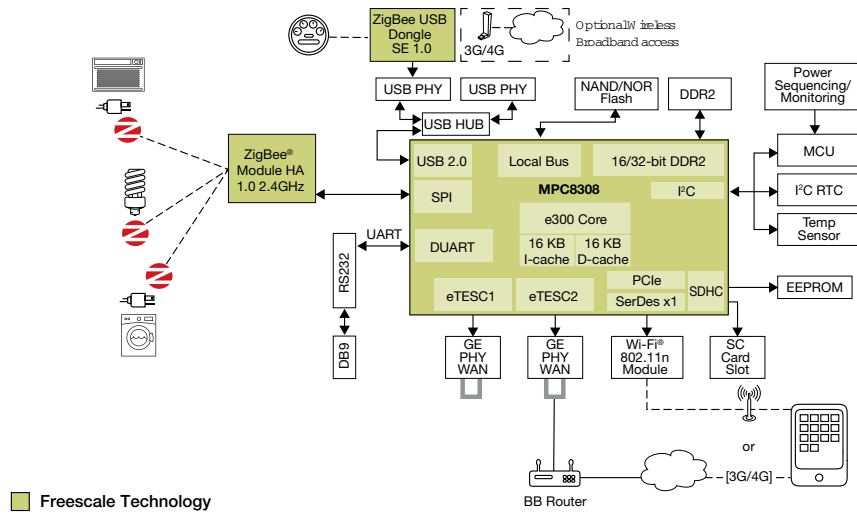 ZigBee USB
Dongle
SE 1.0
3G/4G
OptionalWireless
Broadband access
USB PHY
USB PHY
NAND/NOR
Flash
DDR2
Power
Sequencing/
Monitoring
USB HUB
ZigBee®
Module HA
1.0 2.4GHz
USB 2.0
Local Bus
16/32-bit DDR2
MCU
SPI
MPC8308
I²C
I²C RTC
e300 Core
UART
DUART
16 KB
I-cache
16 KB
D-cache
Temp
Sensor
RS232
PCIe
SerDes x1
SDHC
EEPROM
eTESC1
eTESC2
DB9
GE
PHY
WAN
GE
PHY
WAN
Wi-Fi®
802.11n
Module
SC
Card
Slot
or
[3G/4G]
BB Router
Freescale Technology